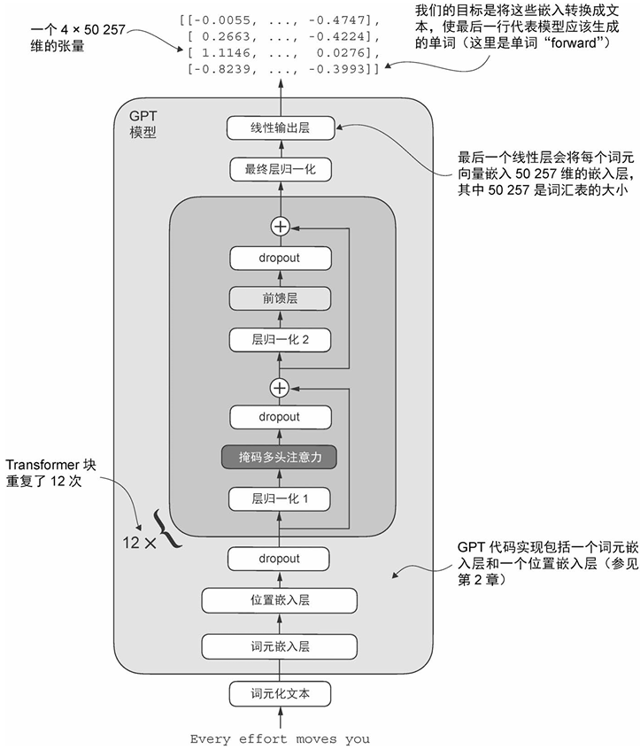 一个 4 × 50 257
维的张量
[[-0.0055, ..., -0.4747],
[ 0.2663, ..., -0.4224],
[ 1.1146, ..., 0.0276],
[-0.8239, ..., -0.3993]]
我们的目标是将这些嵌入转换成文
本，使最后一行代表模型应该生成
的单词（这里是单词“forward”）
GPT
模型
线性输出层
最终层归一化
最后一个线性层会将每个词元
向量嵌入 50 257 维的嵌入层，
其中 50 257 是词汇表的大小
+
dropout
前馈层
层归一化 2
+
dropout
掩码多头注意力
层归一化 1
Transformer 块
重复了 12 次
12 ×
{
dropout
位置嵌入层
词元嵌入层
GPT 代码实现包括一个词元嵌
入层和一个位置嵌入层（参见
第 2 章）
词元化文本
Every effort moves you